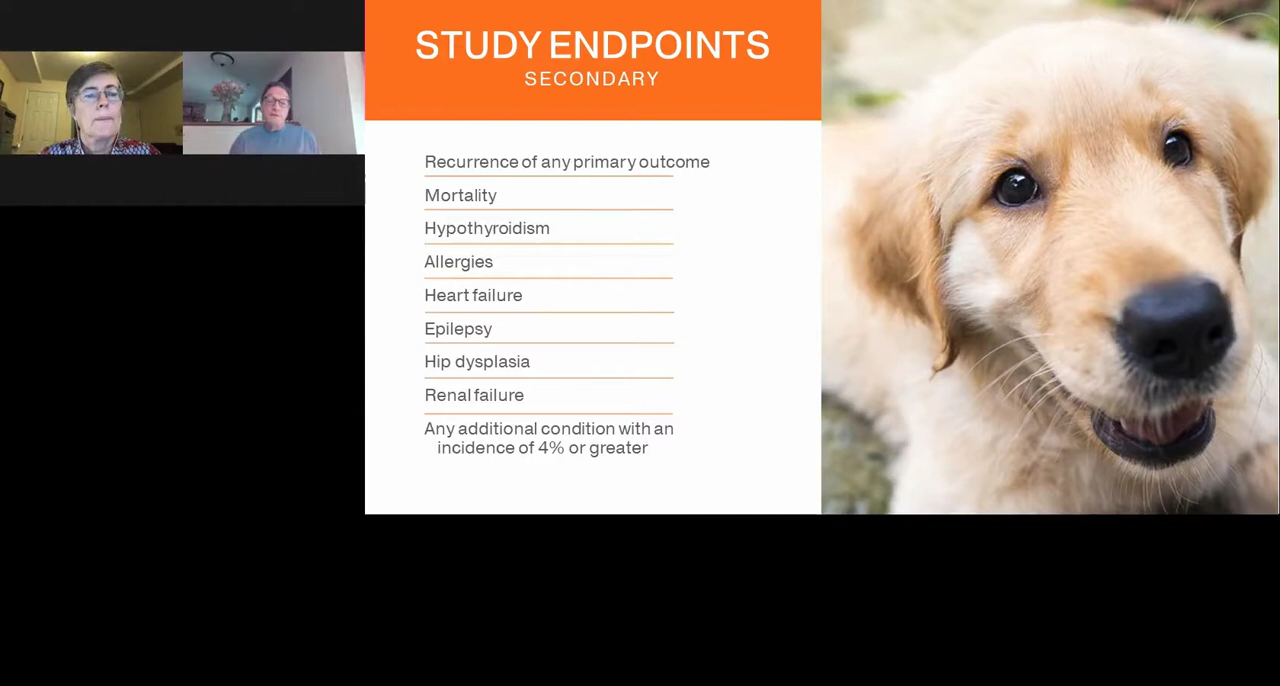 STUDY ENDPOINTS
SECONDARY
Recurrence of any primary outcome
Mortality
Hypothyroidism
Allergies
Heart failure
Epilepsy
Hip dysplasia
Renal failure
Any additional condition with an
incidence of 4% or greater